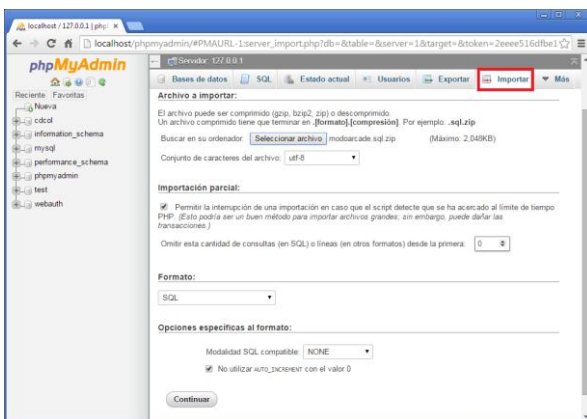 localhost / 127.0.0.1 | php
localhost/phpmyadmin/#PMAURL-1:server_import.php?db=&table=&server=1&target=&token=2eeee516dfbe1
phpMyAdmin
Reciente Favoritas
Nueva
cdcol
information_schema
mysql
performance_schema
phpmyadmin
test
webauth
Servidor: 127.0.0.1
Bases de datos SQL Estado actual Usuarios Exportar Importar Más
Archivo a importar:
El archivo puede ser comprimido (gzip, bzip2, zip) o descomprimido.
Un archivo comprimido tiene que terminar en .[formato].[compresión]. Por ejemplo: .sql.zip
Buscar en su ordenador: Seleccionar archivo modoarcade.sql.zip (Máximo: 2,048KB)
Conjunto de caracteres del archivo: utf-8
Importación parcial:
Permitir la interrupción de una importación en caso que el script detecte que se ha acercado al límite de tiempo
PHP. (Esto podría ser un buen método para importar archivos grandes; sin embargo, puede dañar las
transacciones.)
Omitir esta cantidad de consultas (en SQL) o líneas (en otros formatos) desde la primera: 0
Formato:
SQL
Opciones específicas al formato:
Modalidad SQL compatible: NONE
No utilizar AUTO_INCREMENT con el valor 0
Continuar